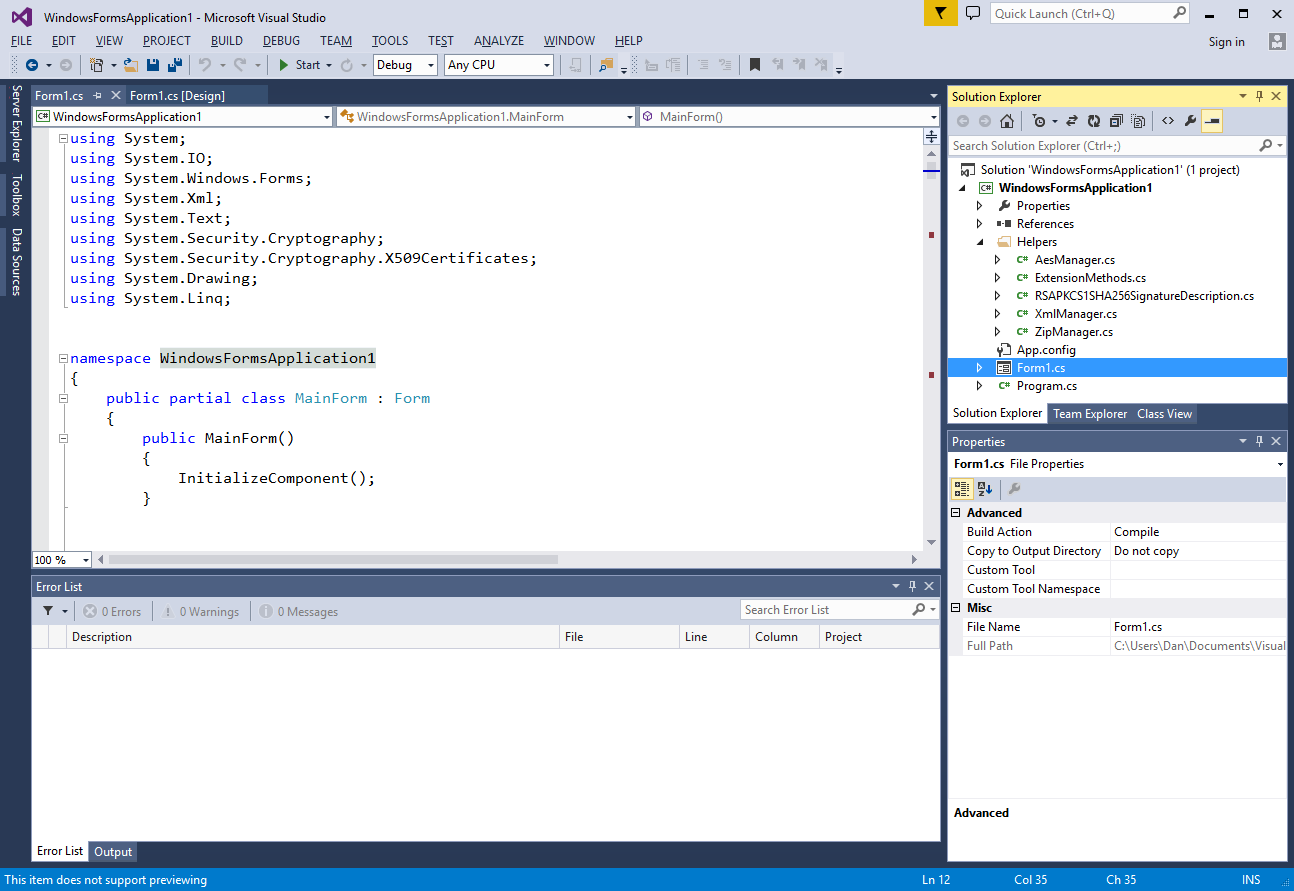 WindowsFormsApplication1 - Microsoft Visual Studio
Quick Launch (Ctrl+Q)
FILE EDIT VIEW PROJECT BUILD DEBUG TEAM TOOLS TEST ANALYZE WINDOW HELP
Sign in
Start Debug Any CPU
Server Explorer
Toolbox
Data Sources
Form1.cs Form1.cs [Design]
C# WindowsFormsApplication1 WindowsFormsApplication1.MainForm MainForm()
using System;
using System.IO;
using System.Windows.Forms;
using System.Xml;
using System.Text;
using System.Security.Cryptography;
using System.Security.Cryptography.X509Certificates;
using System.Drawing;
using System.Linq;
namespace WindowsFormsApplication1
{
public partial class MainForm : Form
{
public MainForm()
{
InitializeComponent();
}
100 %
Error List
0 Errors 0 Warnings 0 Messages
Search Error List
Description File Line Column Project
Error List Output
Solution Explorer
Search Solution Explorer (Ctrl+;)
Solution 'WindowsFormsApplication1' (1 project)
C# WindowsFormsApplication1
Properties
References
Helpers
C# AesManager.cs
C# ExtensionMethods.cs
C# RSAPKCS1SHA256SignatureDescription.cs
C# XmlManager.cs
C# ZipManager.cs
App.config
Form1.cs
C# Program.cs
Solution Explorer Team Explorer Class View
Properties
Form1.cs File Properties
Advanced
Build Action Compile
Copy to Output Directory Do not copy
Custom Tool
Custom Tool Namespace
Misc
File Name Form1.cs
Full Path C:\Users\Dan\Documents\Visual
Advanced
This item does not support previewing
Ln 12 Col 35 Ch 35 INS